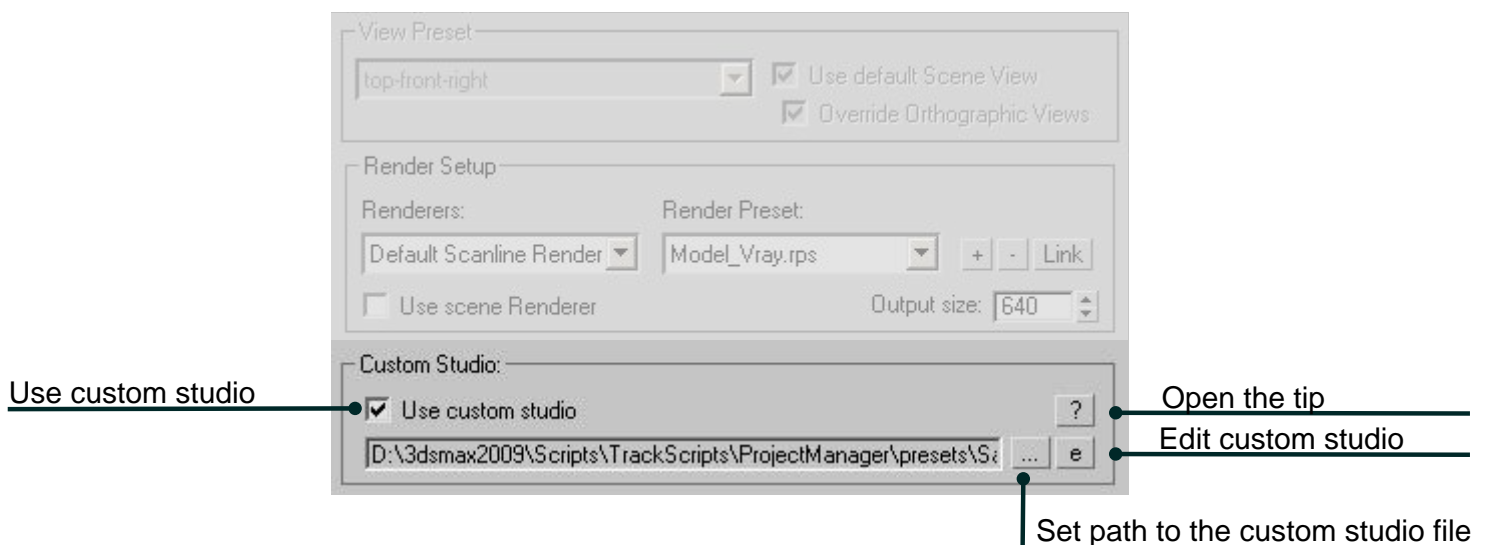 View Preset
top-front-right
Use default Scene View
Override Orthographic Views
Render Setup
Renderers: Render Preset:
Default Scanline Render Model_Vray.rps + - Link
Use scene Renderer Output size: 640
Custom Studio:
Use custom studio Use custom studio ? Open the tip
D:\3dsmax2009\Scripts\TrackScripts\ProjectManager\presets\Sa ... e Edit custom studio
Set path to the custom studio file